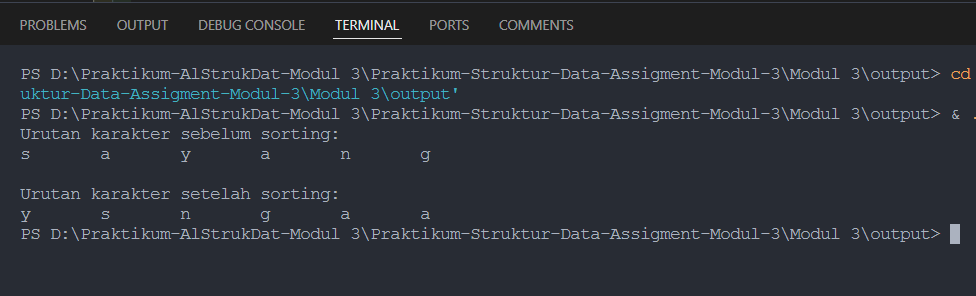 PROBLEMS OUTPUT DEBUG CONSOLE TERMINAL PORTS COMMENTS
PS D:\Praktikum-AlStrukDat-Modul 3\Praktikum-Struktur-Data-Assigment-Modul-3\Modul 3\output> cd
uktur-Data-Assigment-Modul-3\Modul 3\output'
PS D:\Praktikum-AlStrukDat-Modul 3\Praktikum-Struktur-Data-Assigment-Modul-3\Modul 3\output> & .
Urutan karakter sebelum sorting:
s a y a n g
Urutan karakter setelah sorting:
y s n g a a
PS D:\Praktikum-AlStrukDat-Modul 3\Praktikum-Struktur-Data-Assigment-Modul-3\Modul 3\output>